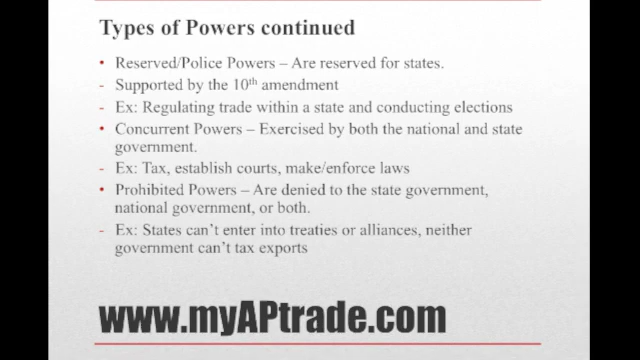 Types of Powers continued
• Reserved/Police Powers – Are reserved for states.
- Supported by the 10th amendment
- Ex: Regulating trade within a state and conducting elections
• Concurrent Powers – Exercised by both the national and state
government.
- Ex: Tax, establish courts, make/enforce laws
• Prohibited Powers – Are denied to the state government,
national government, or both.
- Ex: States can't enter into treaties or alliances, neither
government can't tax exports
www.myAPtrade.com